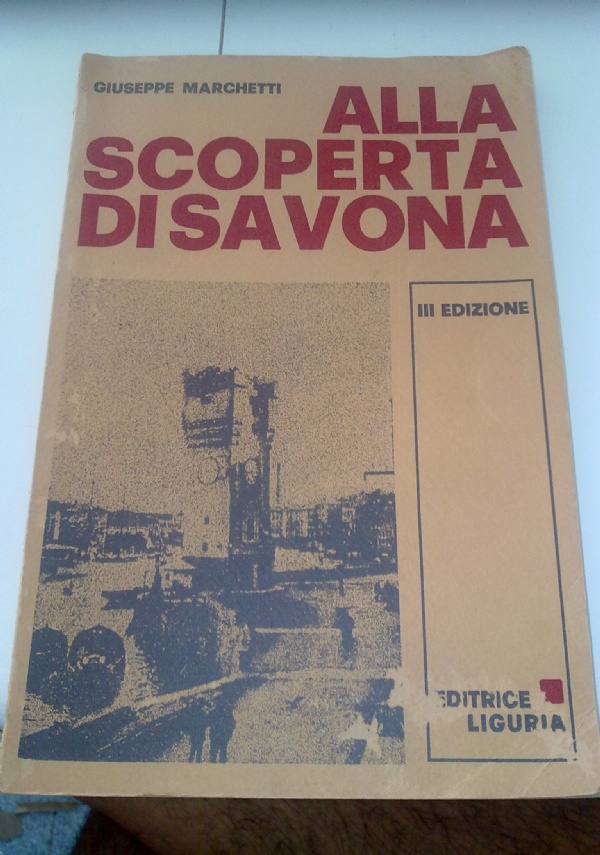 GIUSEPPE MARCHETTI
ALLA
SCOPERTA
DI SAVONA
III EDIZIONE
EDITRICE
LIGURIA